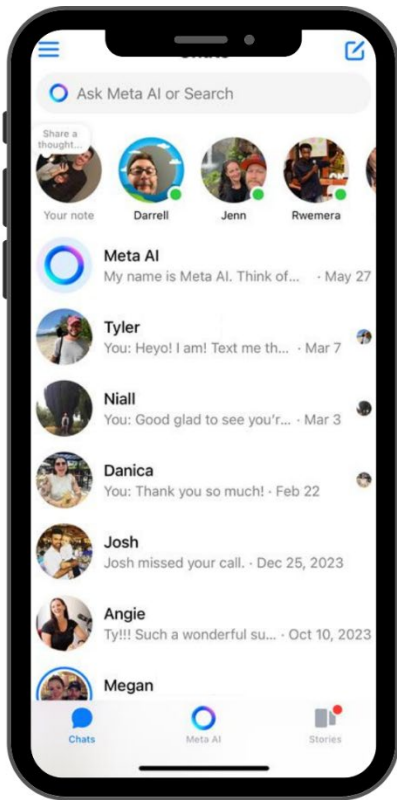 Ask Meta AI or Search
Share a
thought...
Your note
Darrell
Jenn
Rwemera
Meta AI
My name is Meta AI. Think of... · May 27
Tyler
You: Heyo! I am! Text me th... · Mar 7
Niall
You: Good glad to see you'r... · Mar 3
Danica
You: Thank you so much! · Feb 22
Josh
Josh missed your call. · Dec 25, 2023
Angie
Ty!!! Such a wonderful su... · Oct 10, 2023
Megan
Chats
Meta AI
Stories